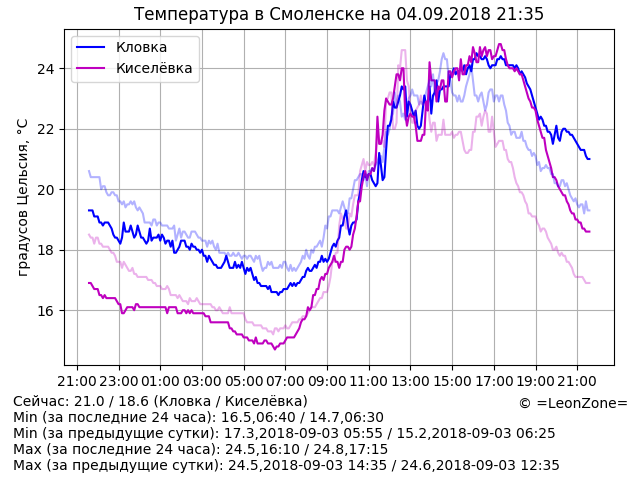 Температура в Смоленске на 04.09.2018 21:35
Кловка
Киселёвка
градусов Цельсия, °C
24
22
20
18
16
21:00 23:00 01:00 03:00 05:00 07:00 09:00 11:00 13:00 15:00 17:00 19:00 21:00
Сейчас: 21.0 / 18.6 (Кловка / Киселёвка)
© =LeonZone=
Min (за последние 24 часа): 16.5,06:40 / 14.7,06:30
Min (за предыдущие сутки): 17.3,2018-09-03 05:55 / 15.2,2018-09-03 06:25
Max (за последние 24 часа): 24.5,16:10 / 24.8,17:15
Max (за предыдущие сутки): 24.5,2018-09-03 14:35 / 24.6,2018-09-03 12:35